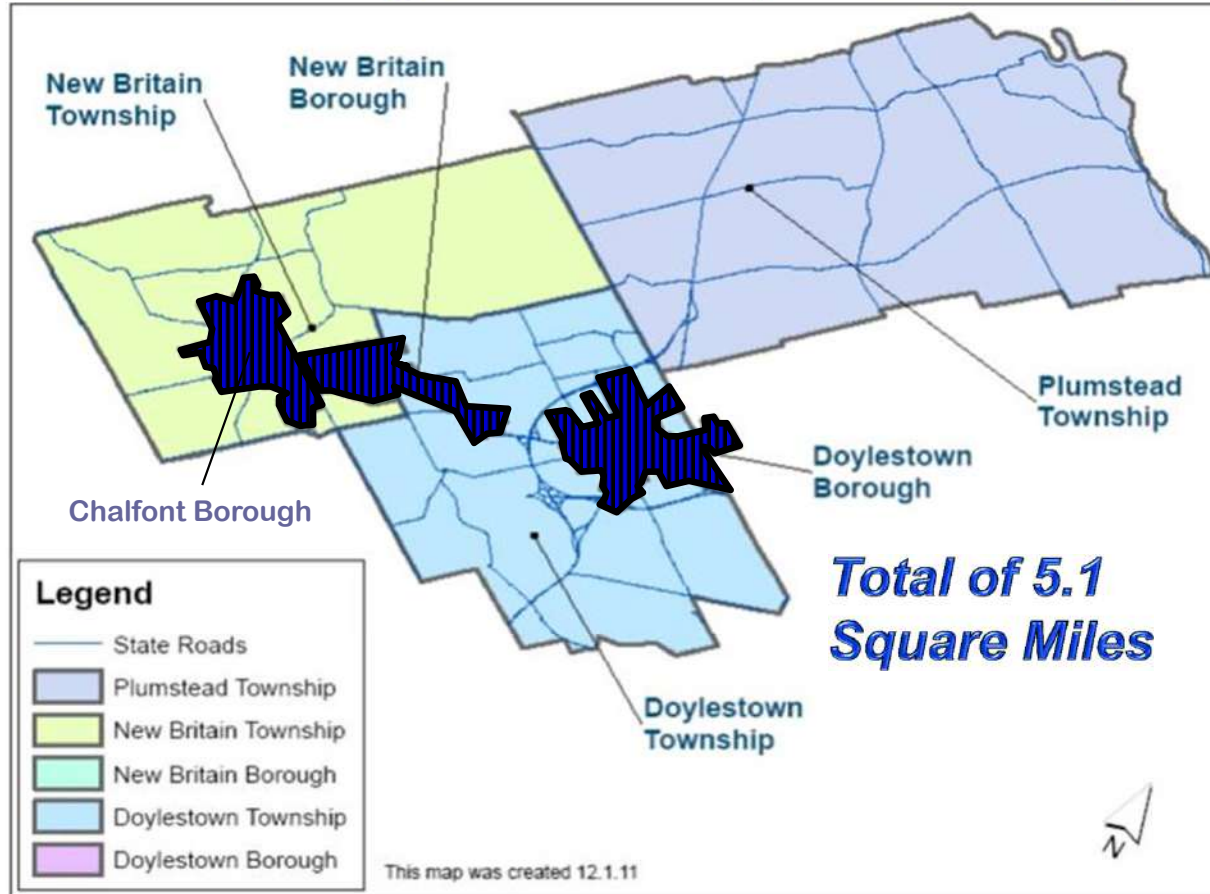 New Britain
Township
New Britain
Borough
Plumstead
Township
Doylestown
Borough
Chalfont Borough
Total of 5.1
Square Miles
Doylestown
Township
Legend
State Roads
Plumstead Township
New Britain Township
New Britain Borough
Doylestown Township
Doylestown Borough
This map was created 12.1.11
N